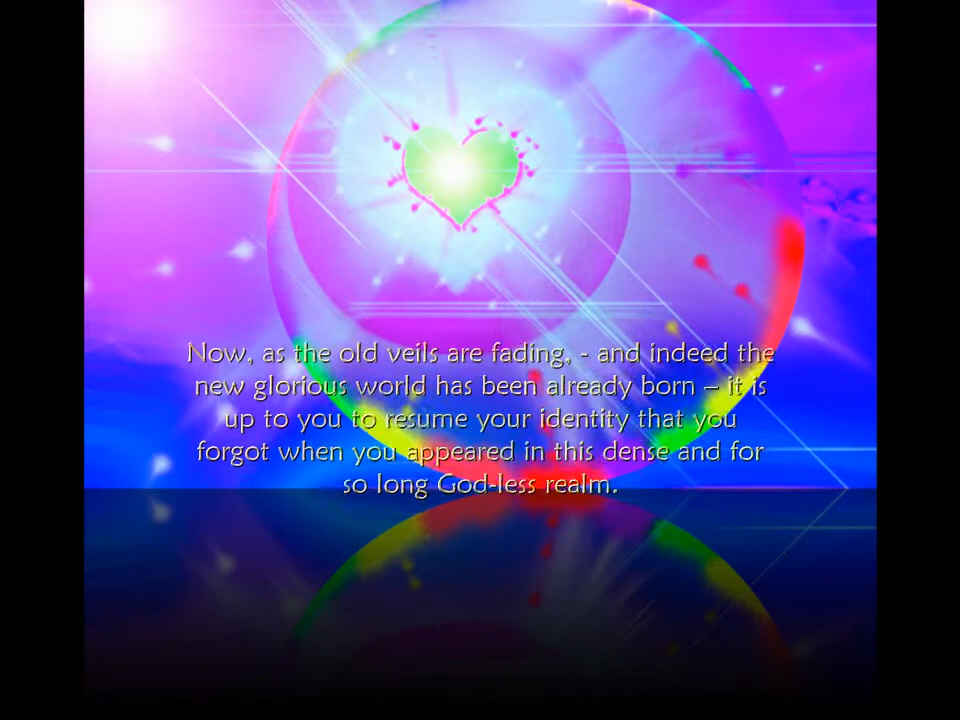 Now, as the old veils are fading, - and indeed the
new glorious world has been already born – it is
up to you to resume your identity that you
forgot when you appeared in this dense and for
so long God-less realm.